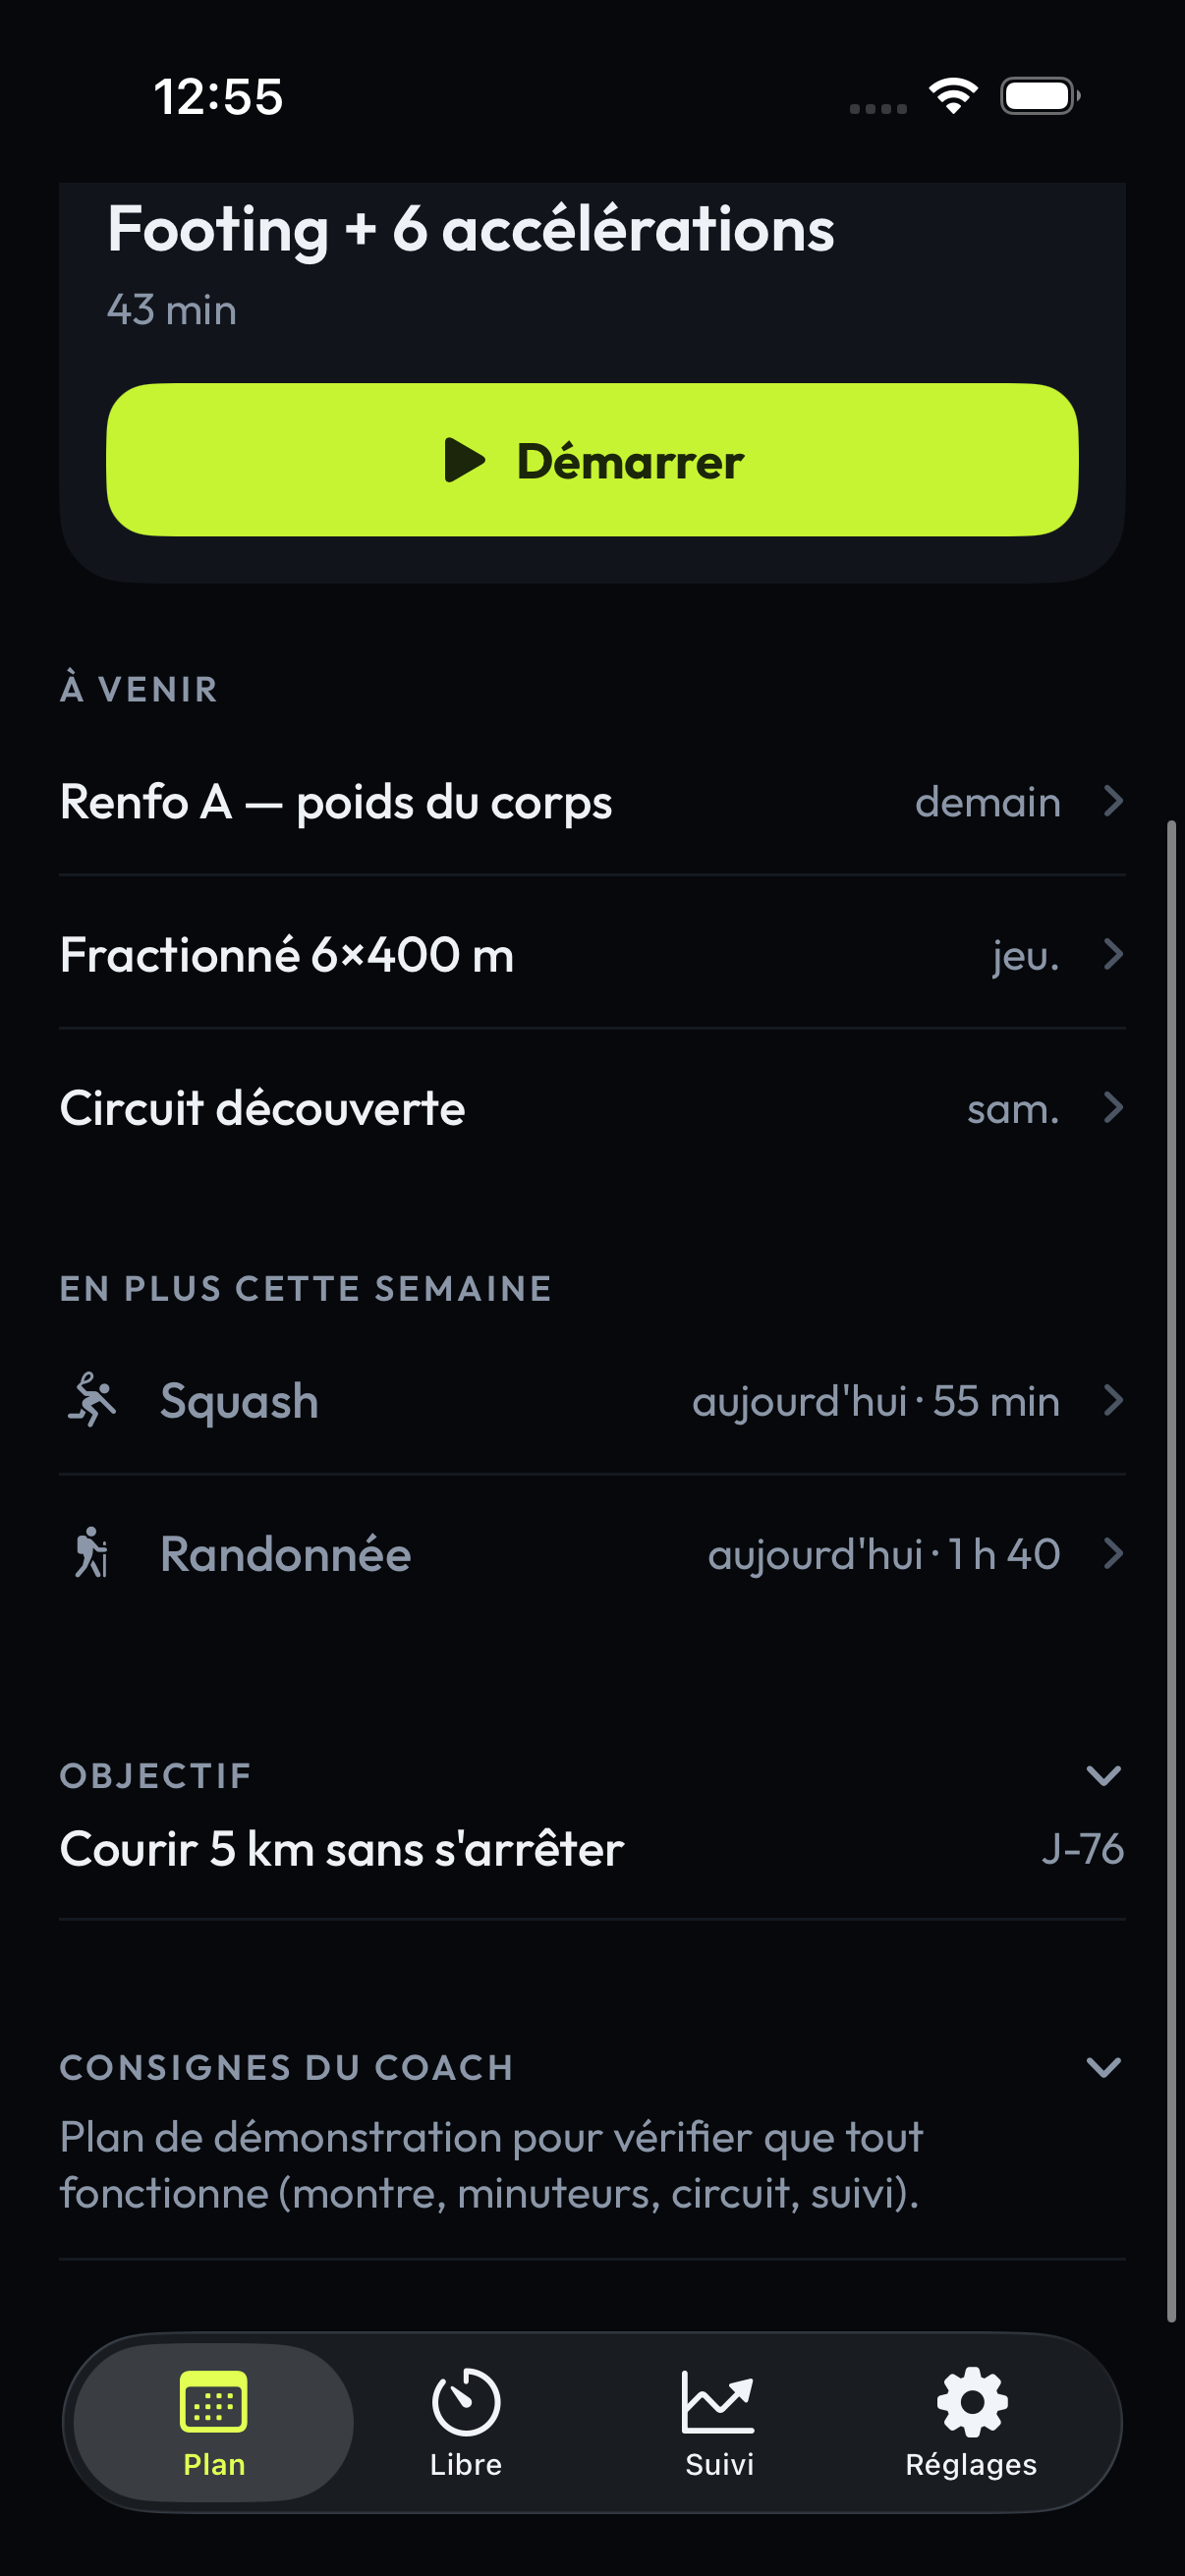 12:55
Footing + 6 accélérations
43 min
Démarrer
À VENIR
Renfo A — poids du corps demain
Fractionné 6×400 m jeu.
Circuit découverte sam.
EN PLUS CETTE SEMAINE
Squash aujourd'hui · 55 min
Randonnée aujourd'hui · 1 h 40
OBJECTIF
Courir 5 km sans s'arrêter J-76
CONSIGNES DU COACH
Plan de démonstration pour vérifier que tout
fonctionne (montre, minuteurs, circuit, suivi).
Plan Libre Suivi Réglages